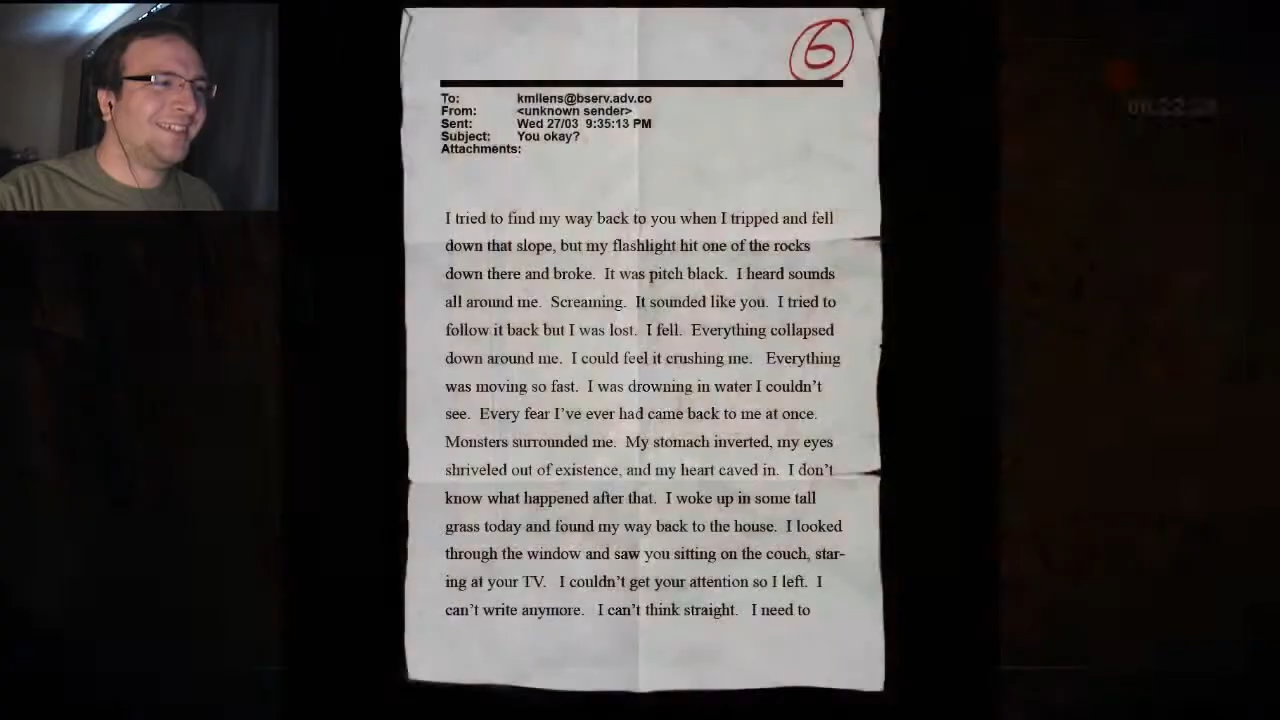 6
To: kmllens@bserv.adv.co
From: <unknown sender>
Sent: Wed 27/03 9:35:13 PM
Subject: You okay?
Attachments:
I tried to find my way back to you when I tripped and fell
down that slope, but my flashlight hit one of the rocks
down there and broke. It was pitch black. I heard sounds
all around me. Screaming. It sounded like you. I tried to
follow it back but I was lost. I fell. Everything collapsed
down around me. I could feel it crushing me. Everything
was moving so fast. I was drowning in water I couldn’t
see. Every fear I’ve ever had came back to me at once.
Monsters surrounded me. My stomach inverted, my eyes
shriveled out of existence, and my heart caved in. I don’t
know what happened after that. I woke up in some tall
grass today and found my way back to the house. I looked
through the window and saw you sitting on the couch, star-
ing at your TV. I couldn’t get your attention so I left. I
can’t write anymore. I can’t think straight. I need to